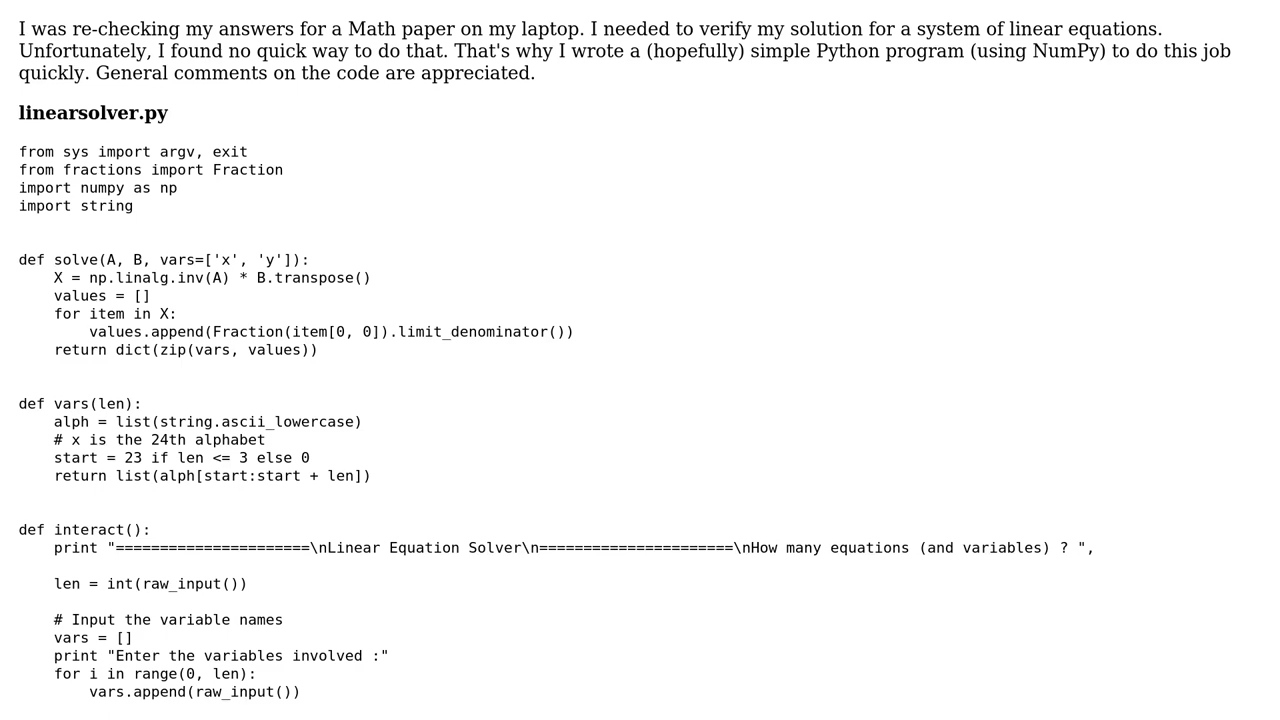 I was re-checking my answers for a Math paper on my laptop. I needed to verify my solution for a system of linear equations.
Unfortunately, I found no quick way to do that. That's why I wrote a (hopefully) simple Python program (using NumPy) to do this job
quickly. General comments on the code are appreciated.
linearsolver.py
from sys import argv, exit
from fractions import Fraction
import numpy as np
import string
def solve(A, B, vars=['x', 'y']):
    X = np.linalg.inv(A) * B.transpose()
    values = []
    for item in X:
        values.append(Fraction(item[0, 0]).limit_denominator())
    return dict(zip(vars, values))
def vars(len):
    alph = list(string.ascii_lowercase)
    # x is the 24th alphabet
    start = 23 if len <= 3 else 0
    return list(alph[start:start + len])
def interact():
    print "======================\nLinear Equation Solver\n======================\nHow many equations (and variables) ? ",
    len = int(raw_input())
    # Input the variable names
    vars = []
    print "Enter the variables involved :"
    for i in range(0, len):
        vars.append(raw_input())